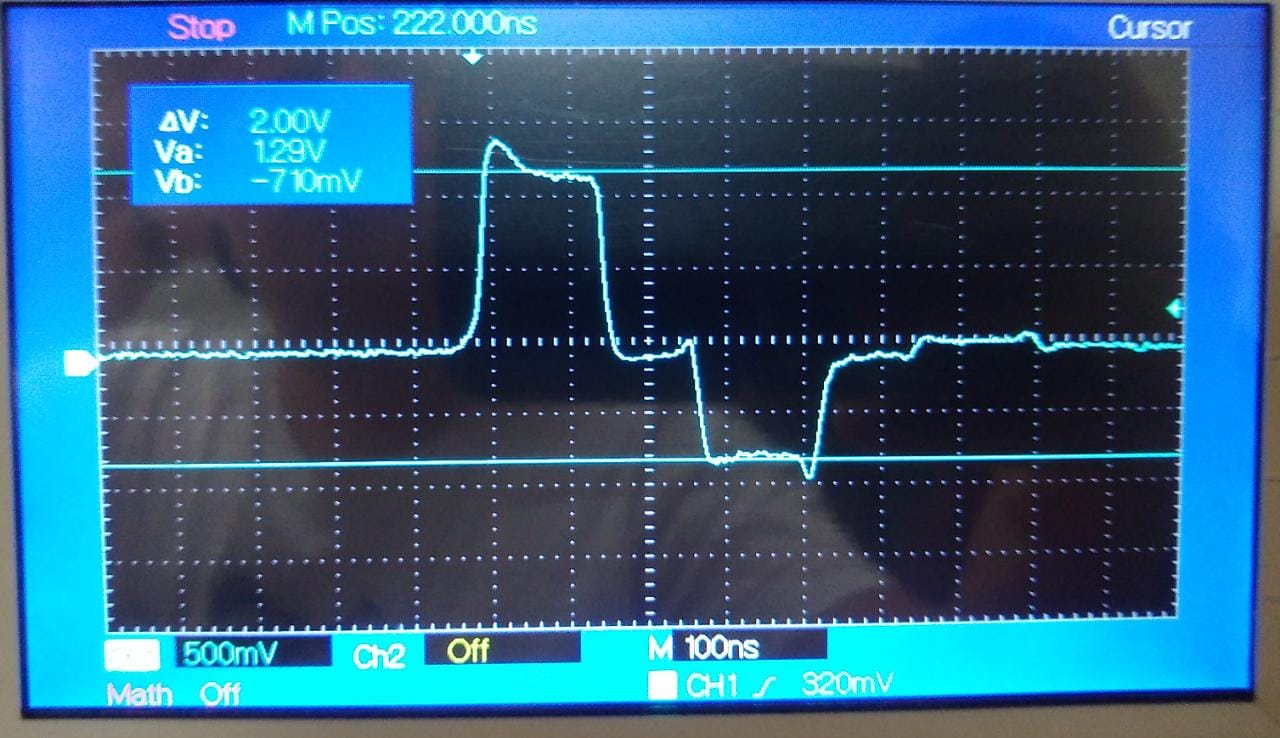 Stop M Pos: 222.000ns Cursor
ΔV: 2.00V
Va: 1.29V
Vb: -710mV
500mV Ch2 Off M 100ns
Math Off CH1 320mV